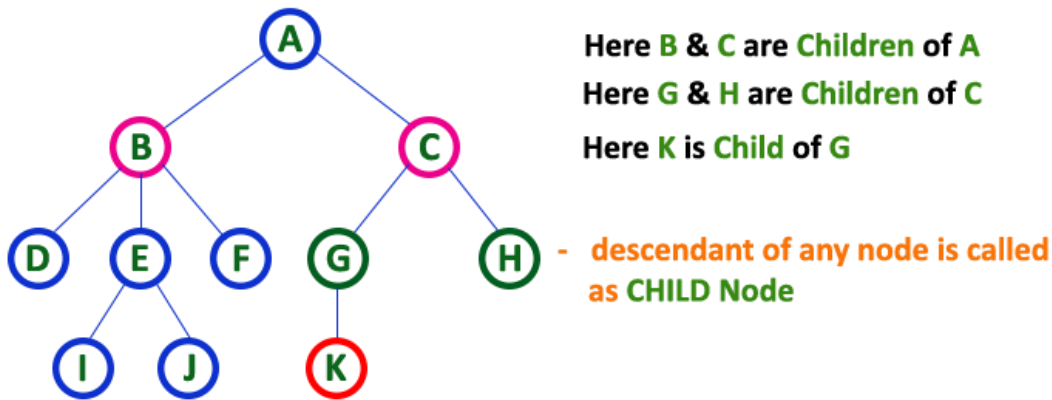 A
Here B & C are Children of A
Here G & H are Children of C
B
C
Here K is Child of G
D
E
F
G
H
- descendant of any node is called
as CHILD Node
I
J
K